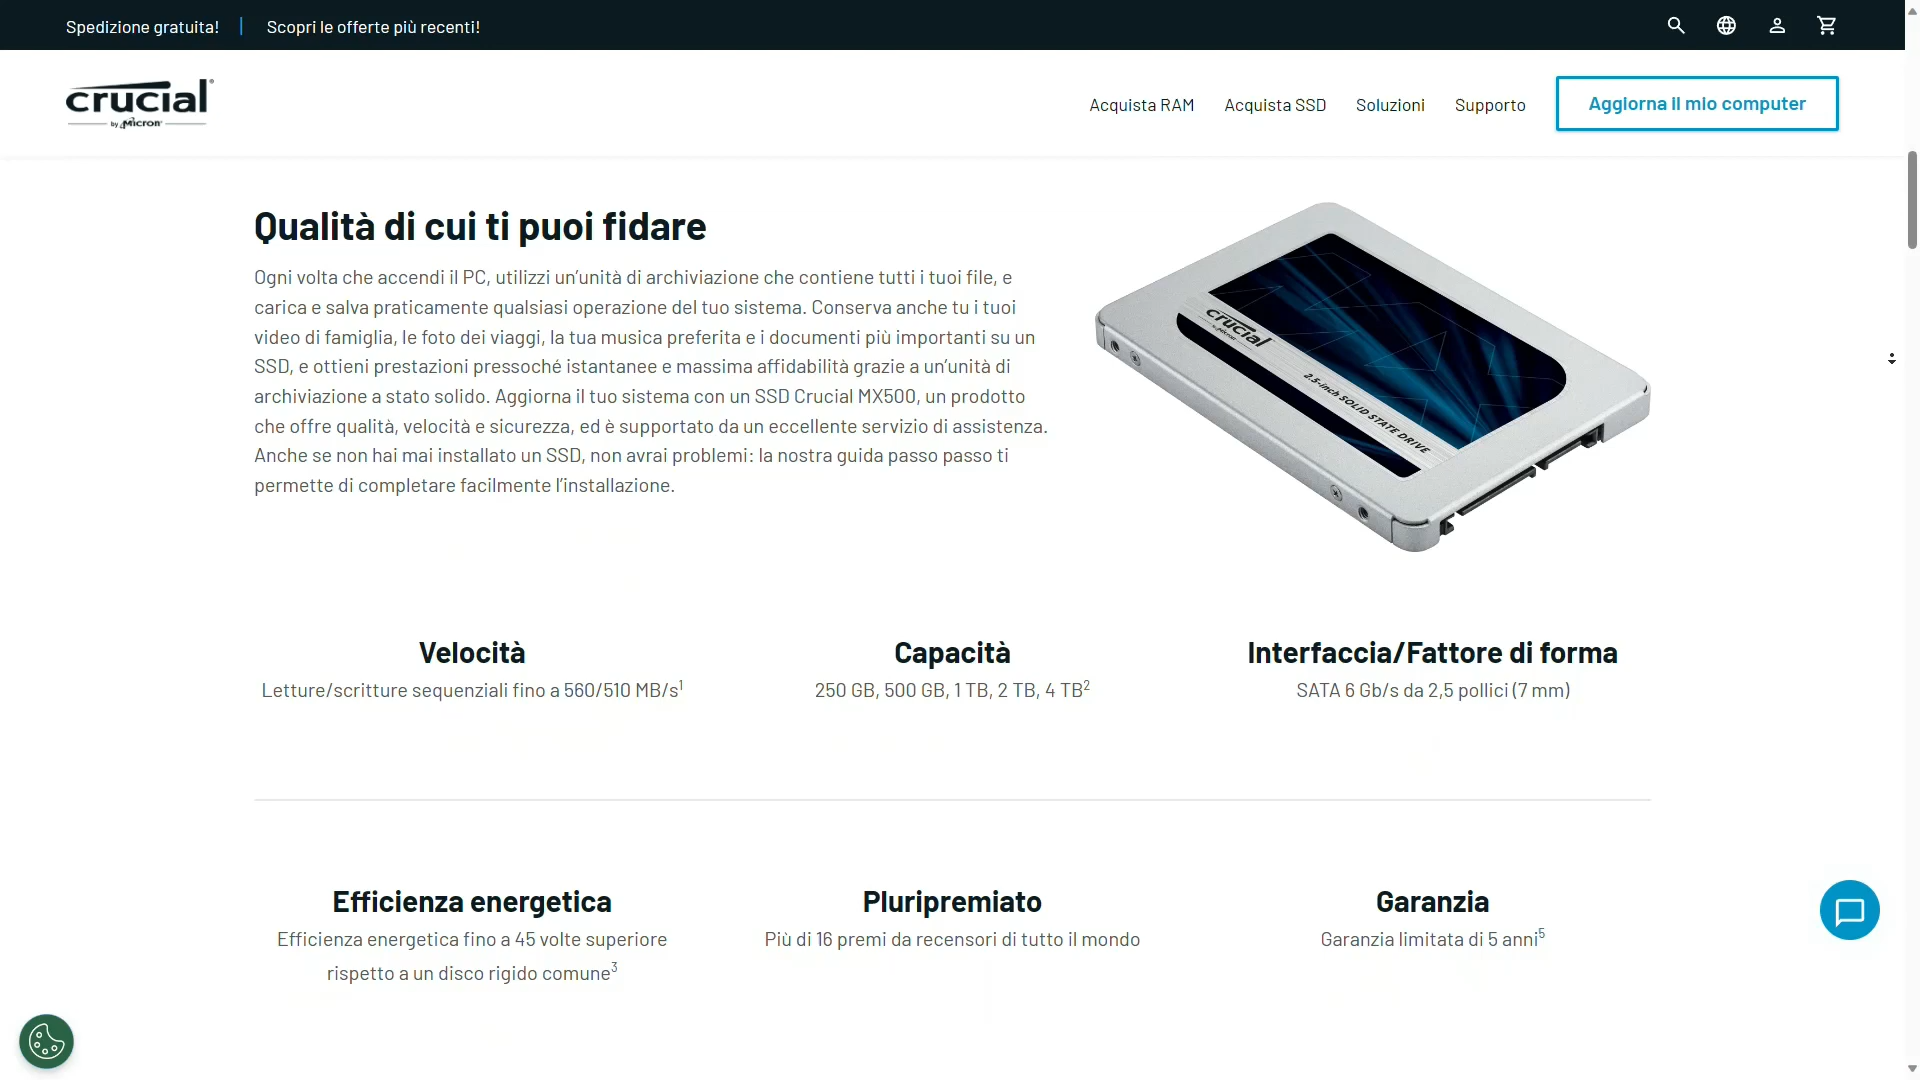 Spedizione gratuita!
Scopri le offerte più recenti!
crucial
by Micron
Acquista RAM
Acquista SSD
Soluzioni
Supporto
Aggiorna il mio computer
Qualità di cui ti puoi fidare
Ogni volta che accendi il PC, utilizzi un’unità di archiviazione che contiene tutti i tuoi file, e
carica e salva praticamente qualsiasi operazione del tuo sistema. Conserva anche tu i tuoi
video di famiglia, le foto dei viaggi, la tua musica preferita e i documenti più importanti su un
SSD, e ottieni prestazioni pressoché istantanee e massima affidabilità grazie a un’unità di
archiviazione a stato solido. Aggiorna il tuo sistema con un SSD Crucial MX500, un prodotto
che offre qualità, velocità e sicurezza, ed è supportato da un eccellente servizio di assistenza.
Anche se non hai mai installato un SSD, non avrai problemi: la nostra guida passo passo ti
permette di completare facilmente l’installazione.
crucial
by Micron
2.5-inch SOLID STATE DRIVE
Velocità
Letture/scritture sequenziali fino a 560/510 MB/s¹
Capacità
250 GB, 500 GB, 1 TB, 2 TB, 4 TB²
Interfaccia/Fattore di forma
SATA 6 Gb/s da 2,5 pollici (7 mm)
Efficienza energetica
Efficienza energetica fino a 45 volte superiore
rispetto a un disco rigido comune³
Pluripremiato
Più di 16 premi da recensori di tutto il mondo
Garanzia
Garanzia limitata di 5 anni⁵